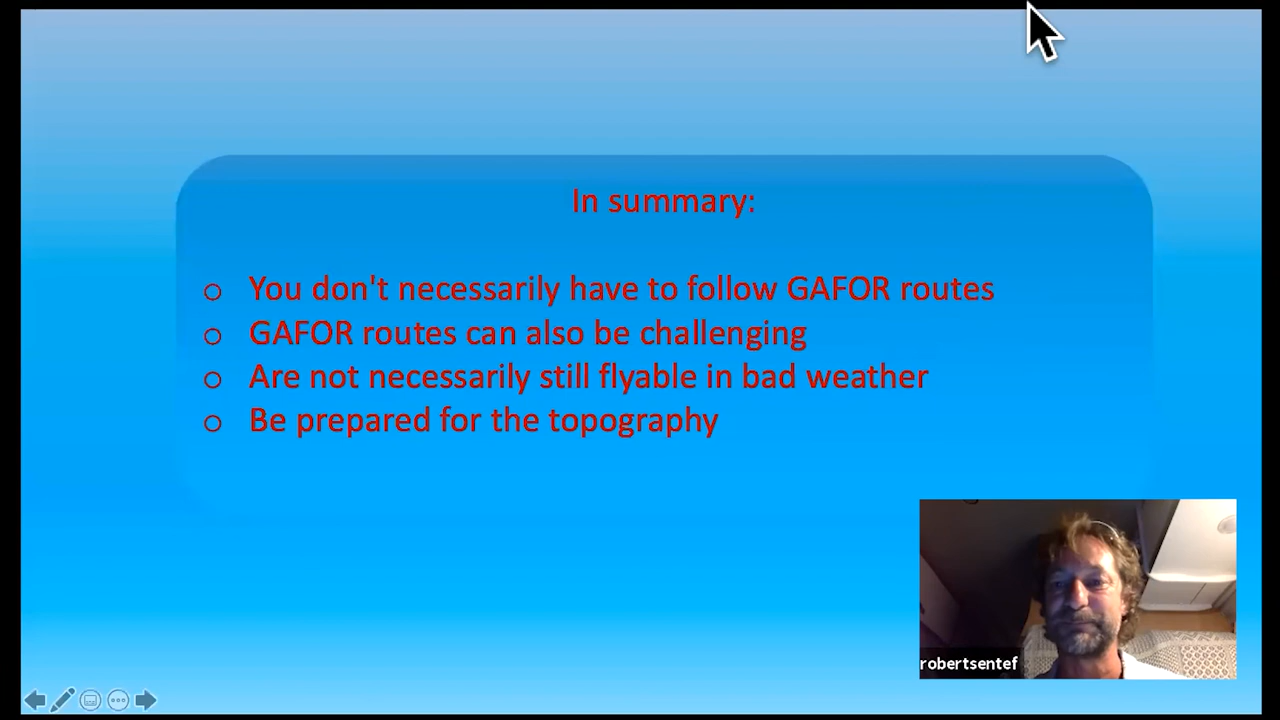 In summary:
o You don't necessarily have to follow GAFOR routes
o GAFOR routes can also be challenging
o Are not necessarily still flyable in bad weather
o Be prepared for the topography
robertsentef